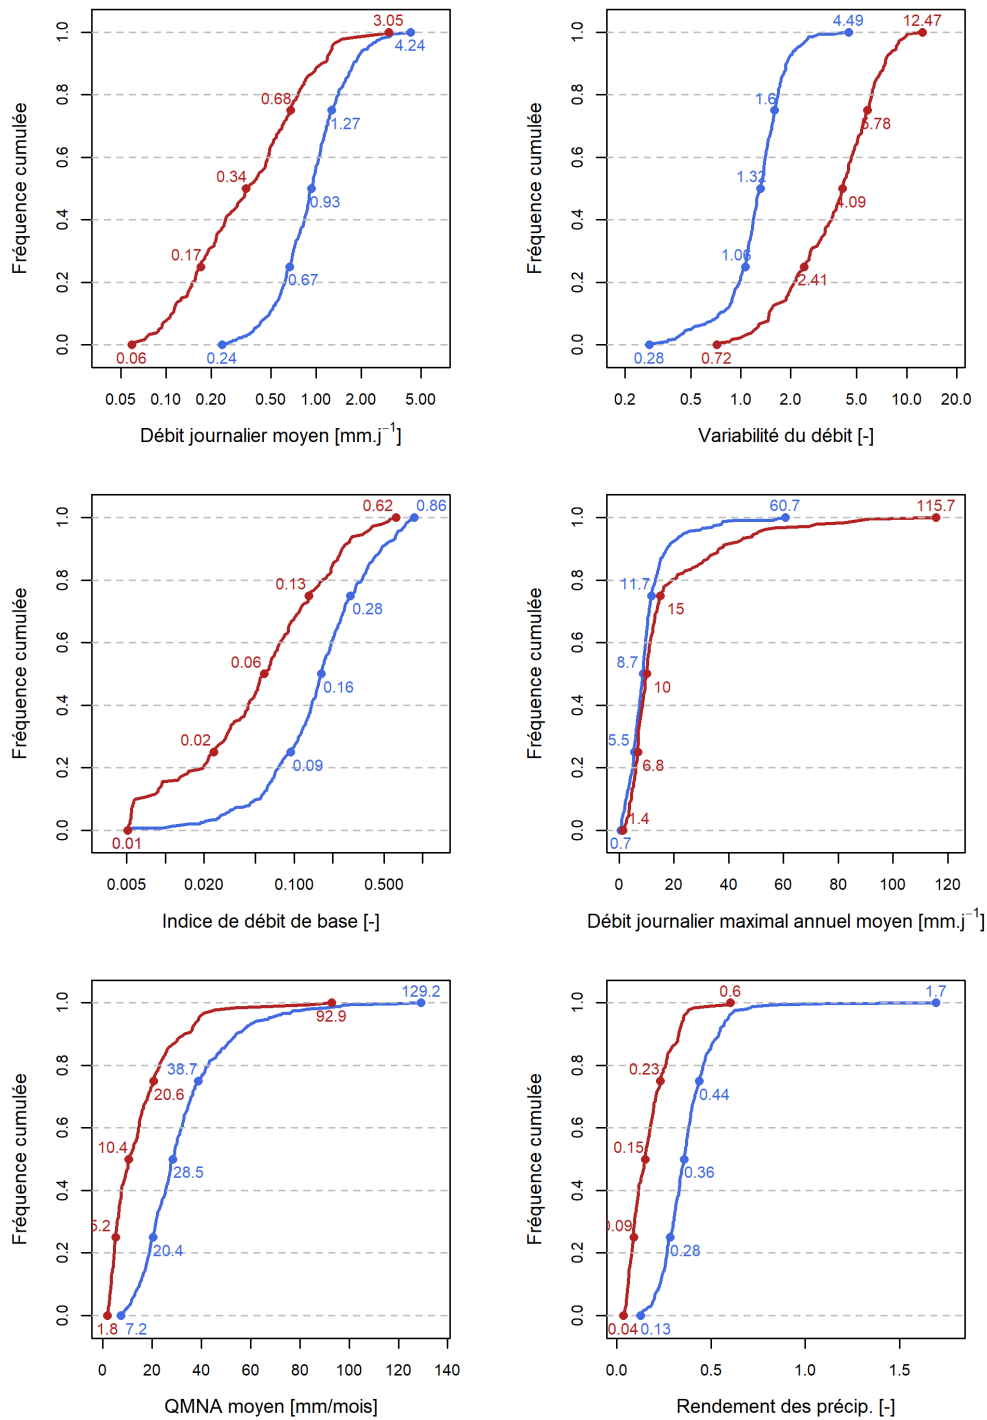 3.05
4.24
0.68
1.27
0.34
0.93
0.17
0.67
0.06
0.24
0.0 0.2 0.4 0.6 0.8 1.0
Fréquence cumulée
0.05 0.10 0.20 0.50 1.00 2.00 5.00
Débit journalier moyen [mm.j−1]
4.49
12.47
1.6
5.78
1.32
4.09
1.06
2.41
0.28
0.72
0.0 0.2 0.4 0.6 0.8 1.0
Fréquence cumulée
0.2 0.5 1.0 2.0 5.0 10.0 20.0
Variabilité du débit [-]
0.62
0.86
0.13
0.28
0.06
0.16
0.02
0.09
0.01
0.0 0.2 0.4 0.6 0.8 1.0
Fréquence cumulée
0.005 0.020 0.100 0.500
Indice de débit de base [-]
60.7
115.7
11.7
15
8.7
10
5.5
6.8
1.4
0.7
0.0 0.2 0.4 0.6 0.8 1.0
Fréquence cumulée
0 20 40 60 80 100 120
Débit journalier maximal annuel moyen [mm.j−1]
129.2
92.9
38.7
20.6
10.4
28.5
5.2
20.4
1.8
7.2
0.0 0.2 0.4 0.6 0.8 1.0
Fréquence cumulée
0 20 40 60 80 100 120 140
QMNA moyen [mm/mois]
0.6
1.7
0.23
0.44
0.15
0.36
0.09
0.28
0.04
0.13
0.0 0.2 0.4 0.6 0.8 1.0
Fréquence cumulée
0.0 0.5 1.0 1.5
Rendement des précip. [-]